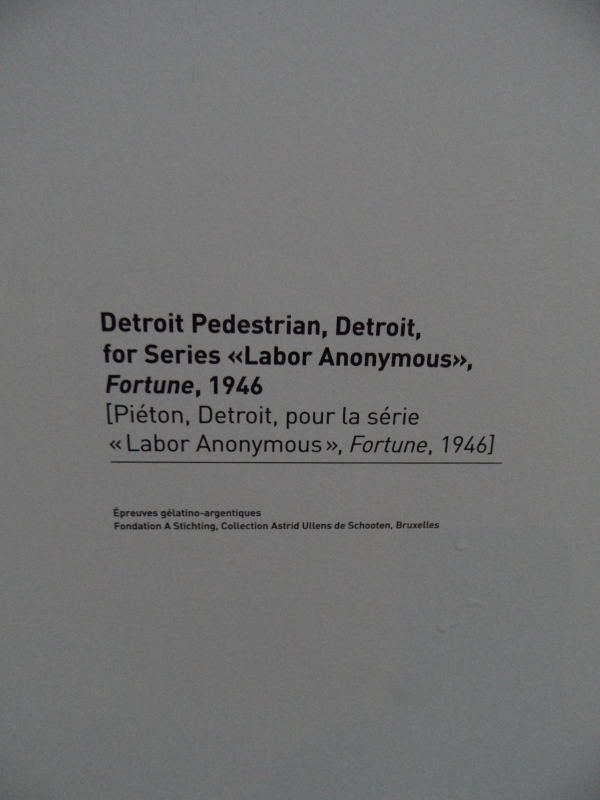 Detroit Pedestrian, Detroit,
for Series «Labor Anonymous»,
Fortune, 1946
[Piéton, Detroit, pour la série
« Labor Anonymous », Fortune, 1946]
Épreuves gélatino-argentiques
Fondation A Stichting, Collection Astrid Ullens de Schooten, Bruxelles